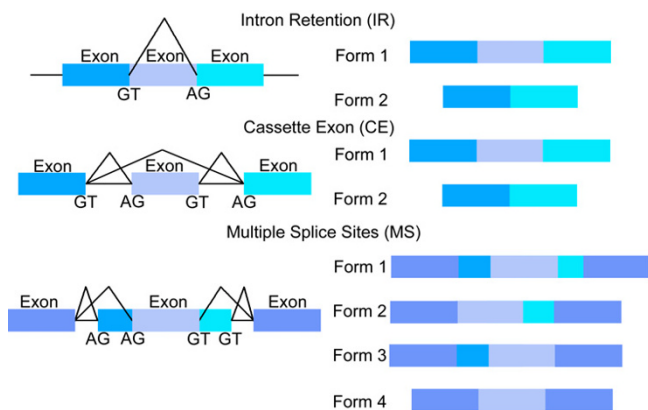 Intron Retention (IR)
Exon Exon Exon
GT AG
Form 1
Form 2
Cassette Exon (CE)
Exon Exon Exon
GT AG GT AG
Form 1
Form 2
Multiple Splice Sites (MS)
Exon Exon Exon
AG AG GT GT
Form 1
Form 2
Form 3
Form 4